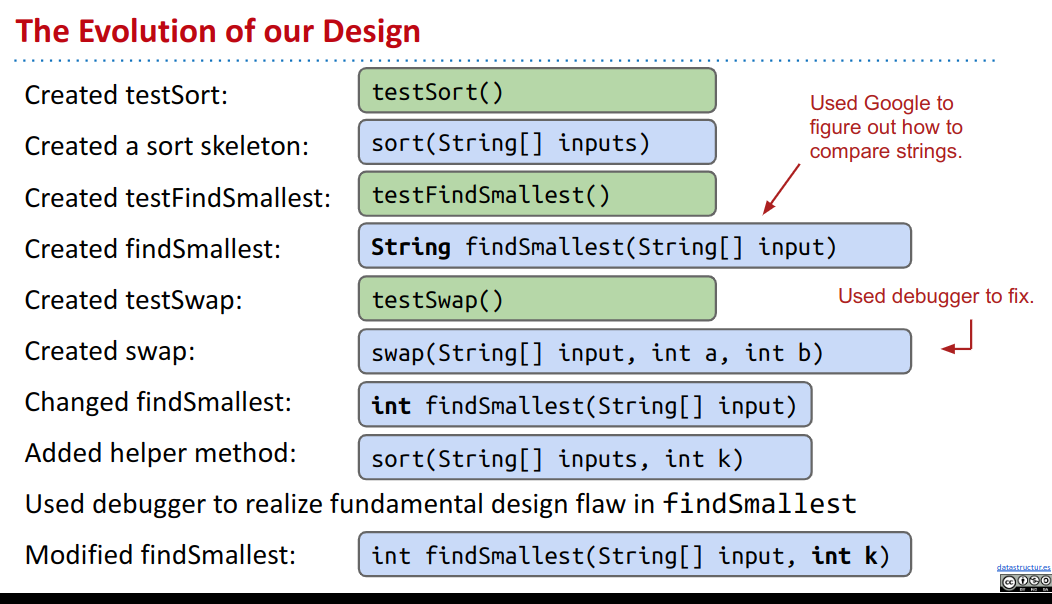 The Evolution of our Design
Created testSort:
testSort()
Used Google to
figure out how to
compare strings.
Created a sort skeleton:
sort(String[] inputs)
Created testFindSmallest:
testFindSmallest()
Created findSmallest:
String findSmallest(String[] input)
Created testSwap:
testSwap()
Used debugger to fix.
Created swap:
swap(String[] input, int a, int b)
Changed findSmallest:
int findSmallest(String[] input)
Added helper method:
sort(String[] inputs, int k)
Used debugger to realize fundamental design flaw in findSmallest
Modified findSmallest:
int findSmallest(String[] input, int k)
datastructur.es
CC
BY NC SA